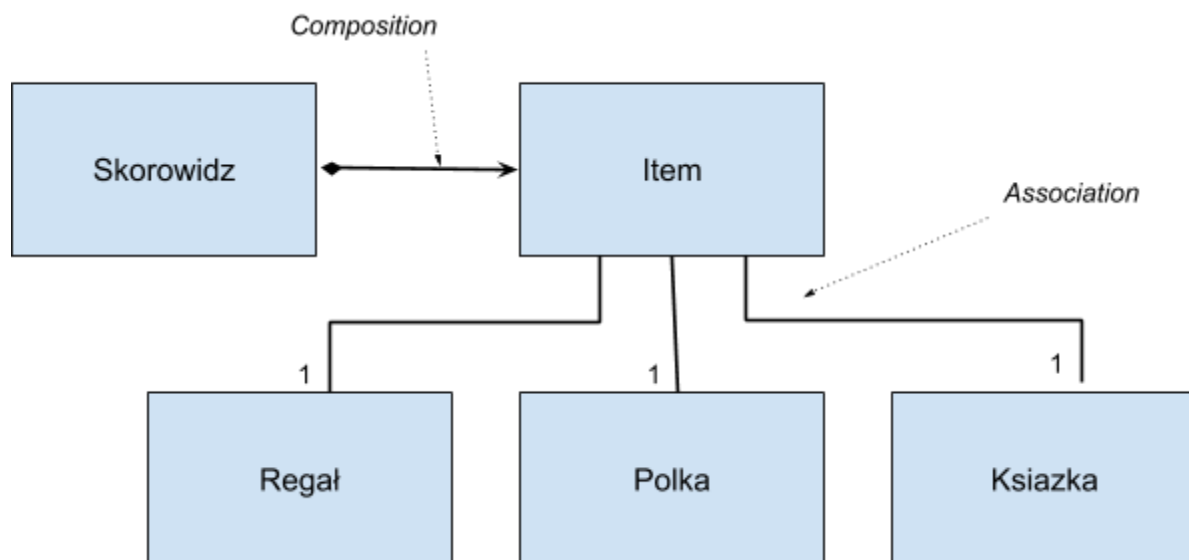 Composition
Skorowidz
Item
Association
1
1
1
Regał
Polka
Ksiazka